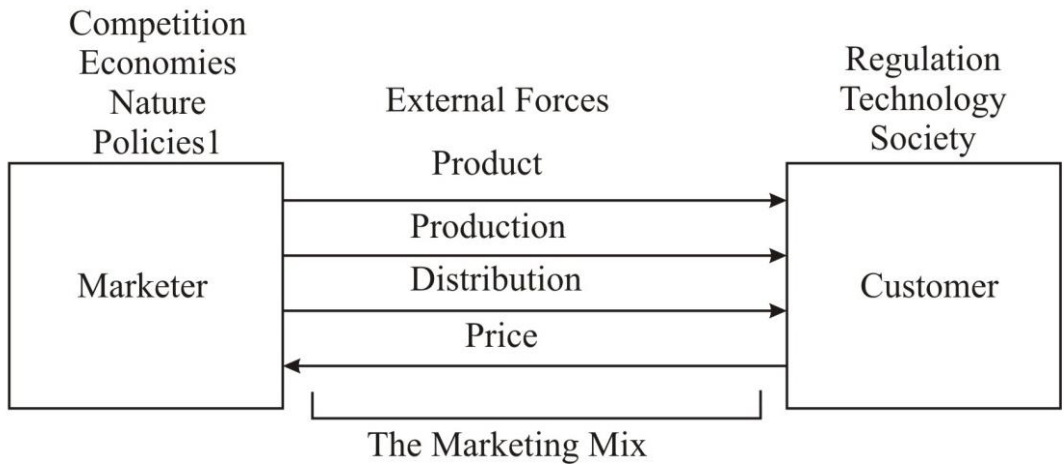 Competition
Economies
Nature
Policies1
External Forces
Regulation
Technology
Society
Product
Production
Distribution
Price
Marketer
Customer
The Marketing Mix